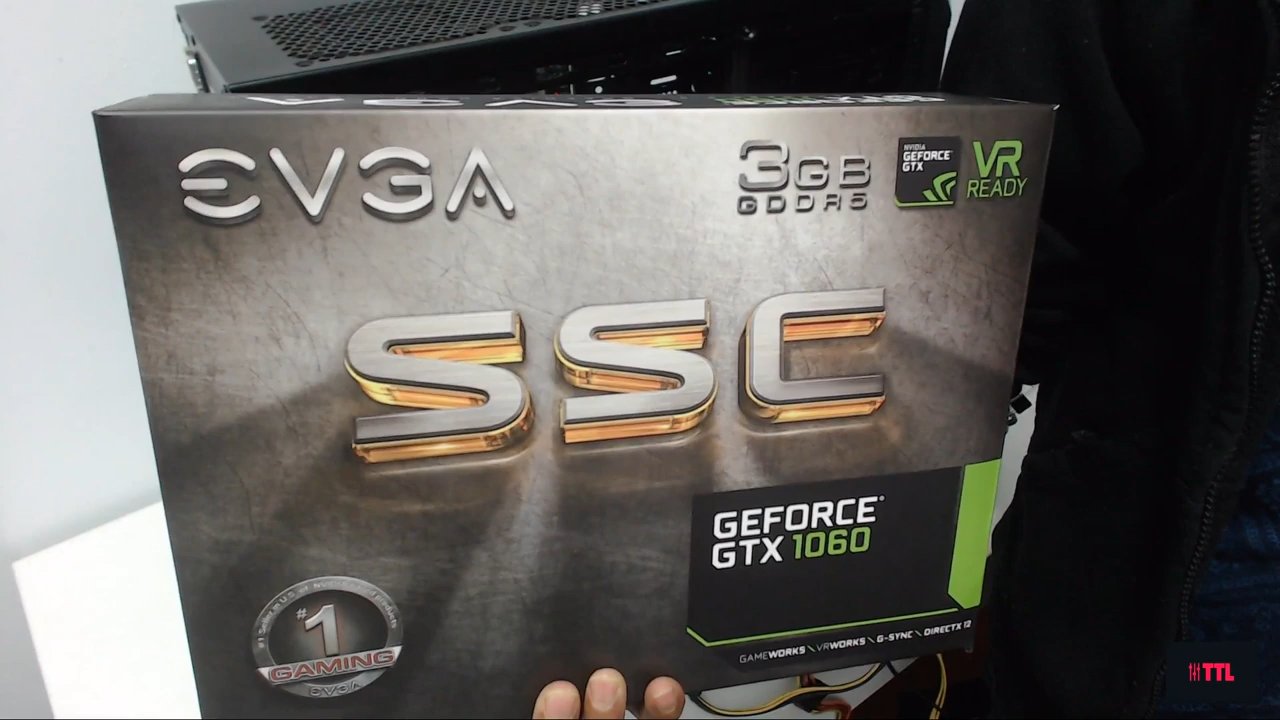 EVGA
3GB
GDDR5
NVIDIA
GEFORCE
GTX
VR
READY
SSC
GEFORCE®
GTX 1060
GAMEWORKS \ VRWORKS \ G-SYNC \ DIRECTX 12
#1
GAMING
EVGA
TTL